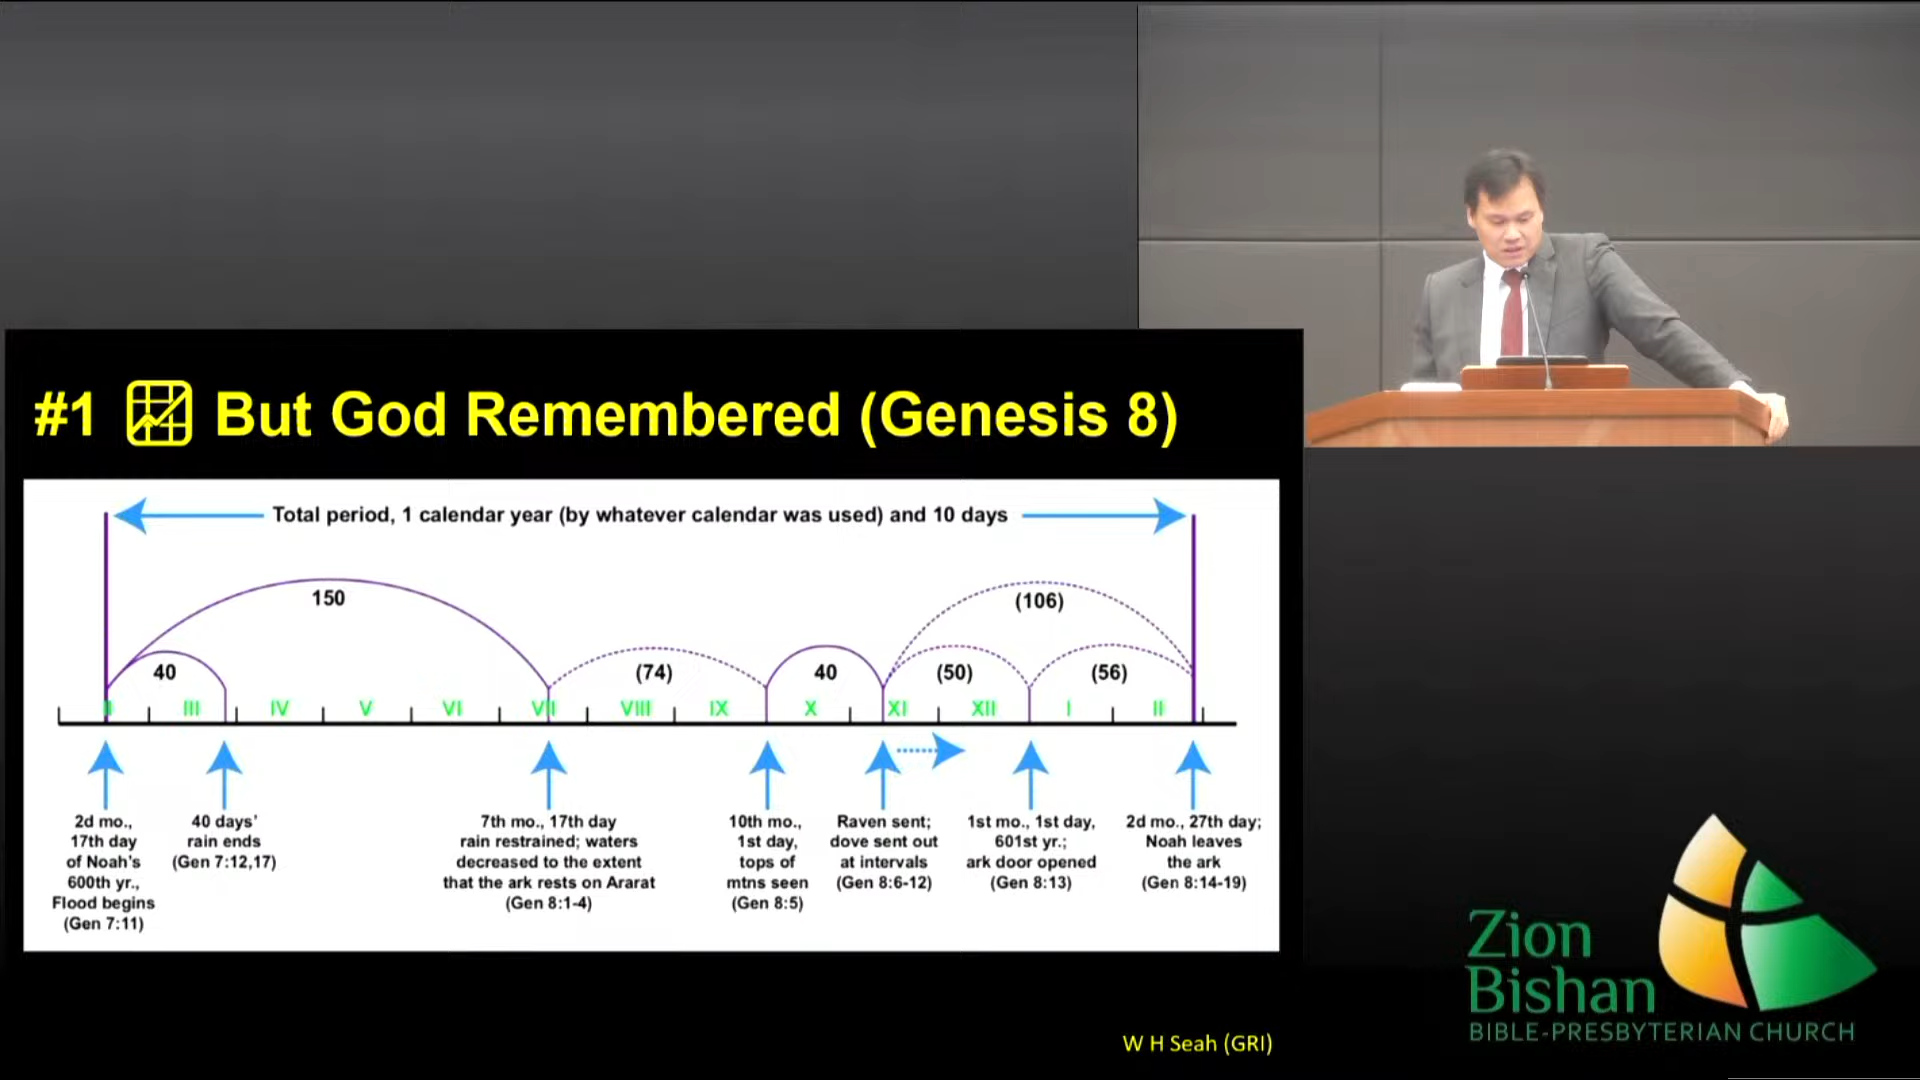 #1 But God Remembered (Genesis 8)
Total period, 1 calendar year (by whatever calendar was used) and 10 days
150
(106)
40
(74)
40
(50)
(56)
II
III
IV
V
VI
VII
VIII
IX
X
XI
XII
I
II
2d mo.,
17th day
of Noah's
600th yr.,
Flood begins
(Gen 7:11)
40 days'
rain ends
(Gen 7:12,17)
7th mo., 17th day
rain restrained; waters
decreased to the extent
that the ark rests on Ararat
(Gen 8:1-4)
10th mo.,
1st day,
tops of
mtns seen
(Gen 8:5)
Raven sent;
dove sent out
at intervals
(Gen 8:6-12)
1st mo., 1st day,
601st yr.;
ark door opened
(Gen 8:13)
2d mo., 27th day;
Noah leaves
the ark
(Gen 8:14-19)
W H Seah (GRI)
Zion
Bishan
BIBLE-PRESBYTERIAN CHURCH